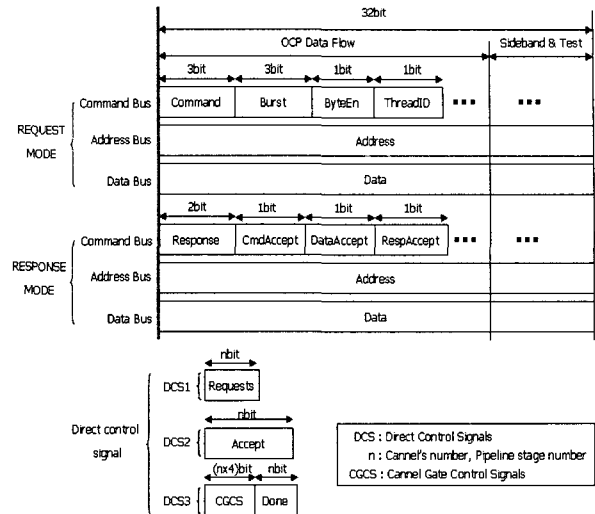 32bit
OCP Data Flow Sideband & Test
3bit 3bit 1bit 1bit
Command Bus Command Burst ByteEn ThreadID ... ...
REQUEST MODE
Address Bus Address
Data Bus Data
2bit 1bit 1bit 1bit
Command Bus Response CmdAccept DataAccept RespAccept ... ...
RESPONSE MODE
Address Bus Address
Data Bus Data
nbit
DCS1 Requests
nbit
Direct control signal
DCS2 Accept
(nx4)bit nbit
DCS3 CGCS Done
DCS : Direct Control Signals
n : Cannel's number, Pipeline stage number
CGCS : Cannel Gate Control Signals